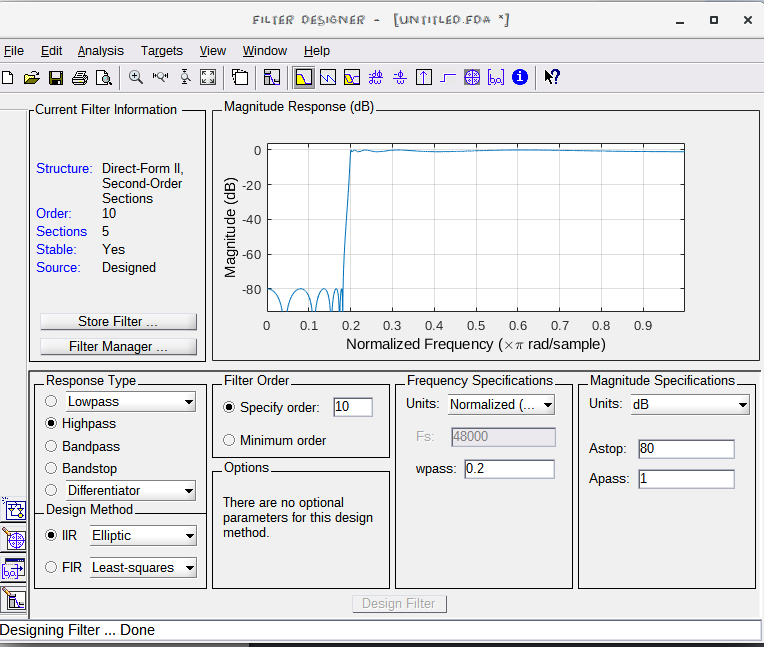 FILTER DESIGNER - [UNTITLED.FDA *]
File Edit Analysis Targets View Window Help
Current Filter Information
Structure: Direct-Form II,
Second-Order
Sections
Order: 10
Sections 5
Stable: Yes
Source: Designed
Store Filter ...
Filter Manager ...
Magnitude Response (dB)
Magnitude (dB)
0
-20
-40
-60
-80
0 0.1 0.2 0.3 0.4 0.5 0.6 0.7 0.8 0.9
Normalized Frequency (×π rad/sample)
Response Type
Lowpass
Highpass
Bandpass
Bandstop
Differentiator
Design Method
IIR Elliptic
FIR Least-squares
Filter Order
Specify order: 10
Minimum order
Options
There are no optional
parameters for this design
method.
Frequency Specifications
Units: Normalized (...
Fs: 48000
wpass: 0.2
Magnitude Specifications
Units: dB
Astop: 80
Apass: 1
Design Filter
Designing Filter ... Done